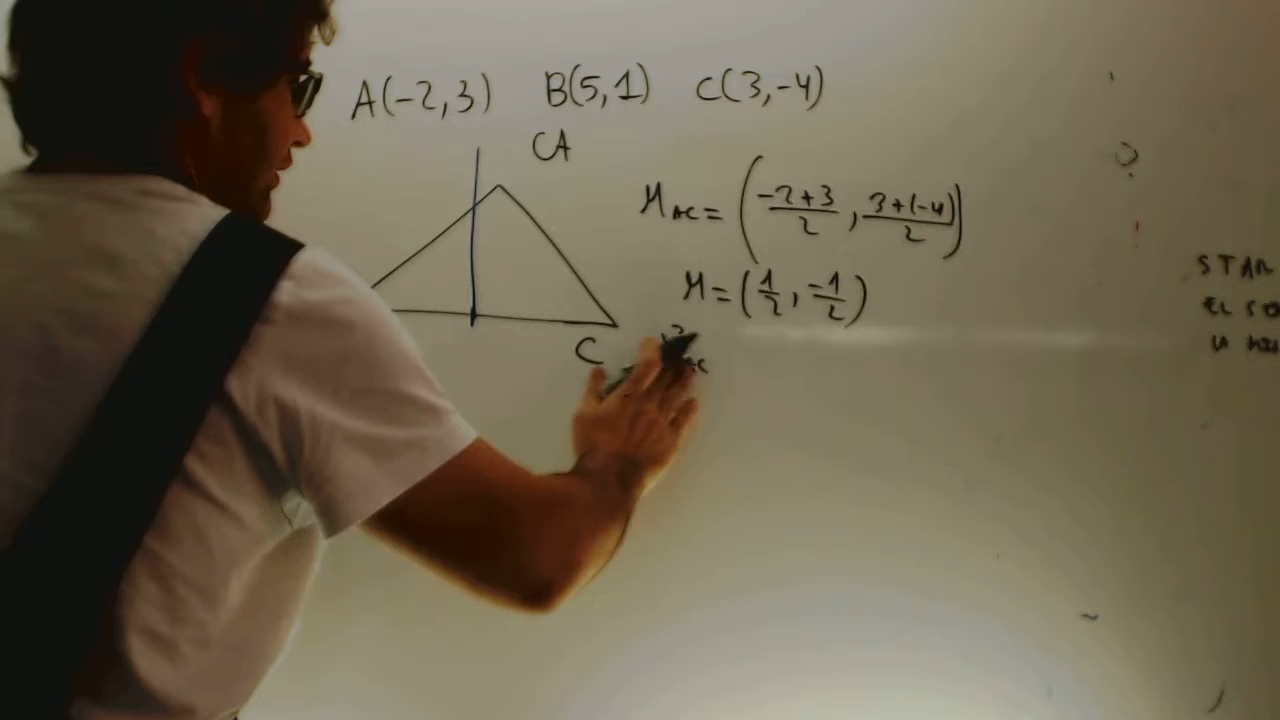 A(-2,3) B(5,1) C(3,-4)
CA
M_AC = ( (-2+3)/2 , (3+(-4))/2 )
M = ( 1/2 , -1/2 )
C
STAR
EL